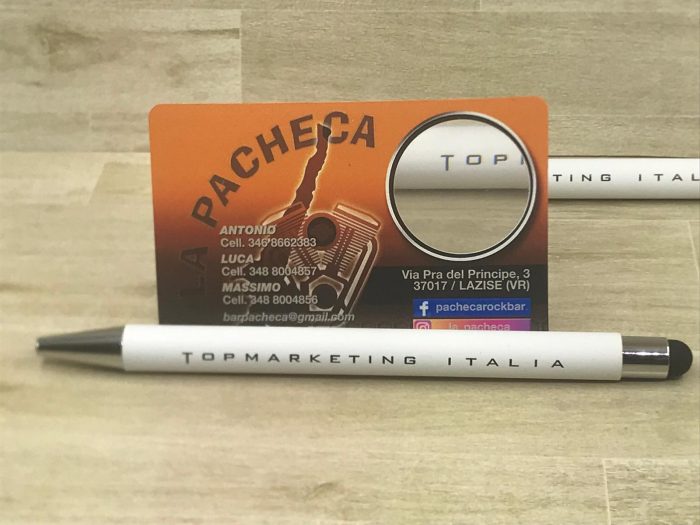 LA PACHECA
TOPM
TING ITAL
ANTONIO
Cell. 346 8662383
LUCA
Cell. 348 8004857
MASSIMO
Cell. 348 8004856
barpacheca@gmail.com
Via Pra del Principe, 3
37017 / LAZISE (VR)
pachecarockbar
la_pacheca
TOPMARKETING ITALIA